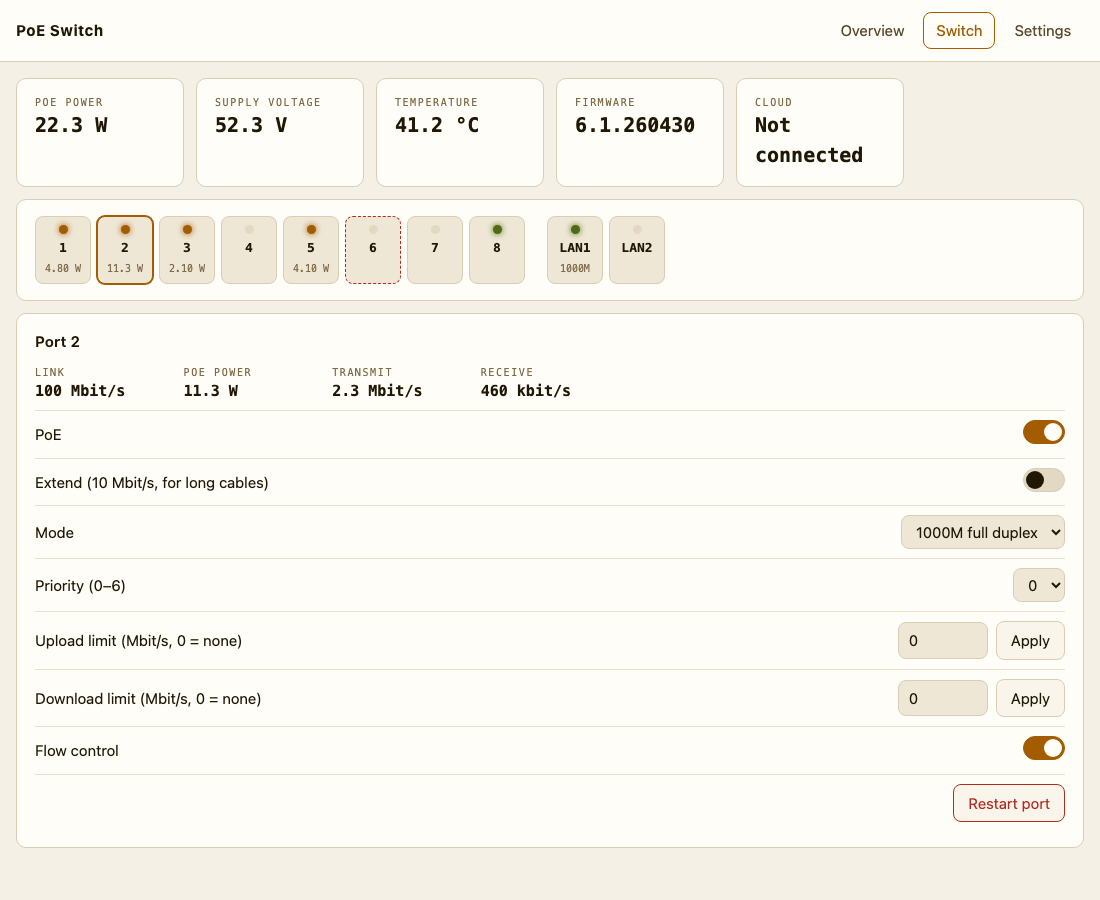 PoE Switch
Overview
Switch
Settings
POE POWER
22.3 W
SUPPLY VOLTAGE
52.3 V
TEMPERATURE
41.2 °C
FIRMWARE
6.1.260430
CLOUD
Not
connected
1
4.80 W
2
11.3 W
3
2.10 W
4
5
4.10 W
6
7
8
LAN1
1000M
LAN2
Port 2
LINK
100 Mbit/s
POE POWER
11.3 W
TRANSMIT
2.3 Mbit/s
RECEIVE
460 kbit/s
PoE
Extend (10 Mbit/s, for long cables)
Mode
1000M full duplex
Priority (0–6)
0
Upload limit (Mbit/s, 0 = none)
0
Apply
Download limit (Mbit/s, 0 = none)
0
Apply
Flow control
Restart port